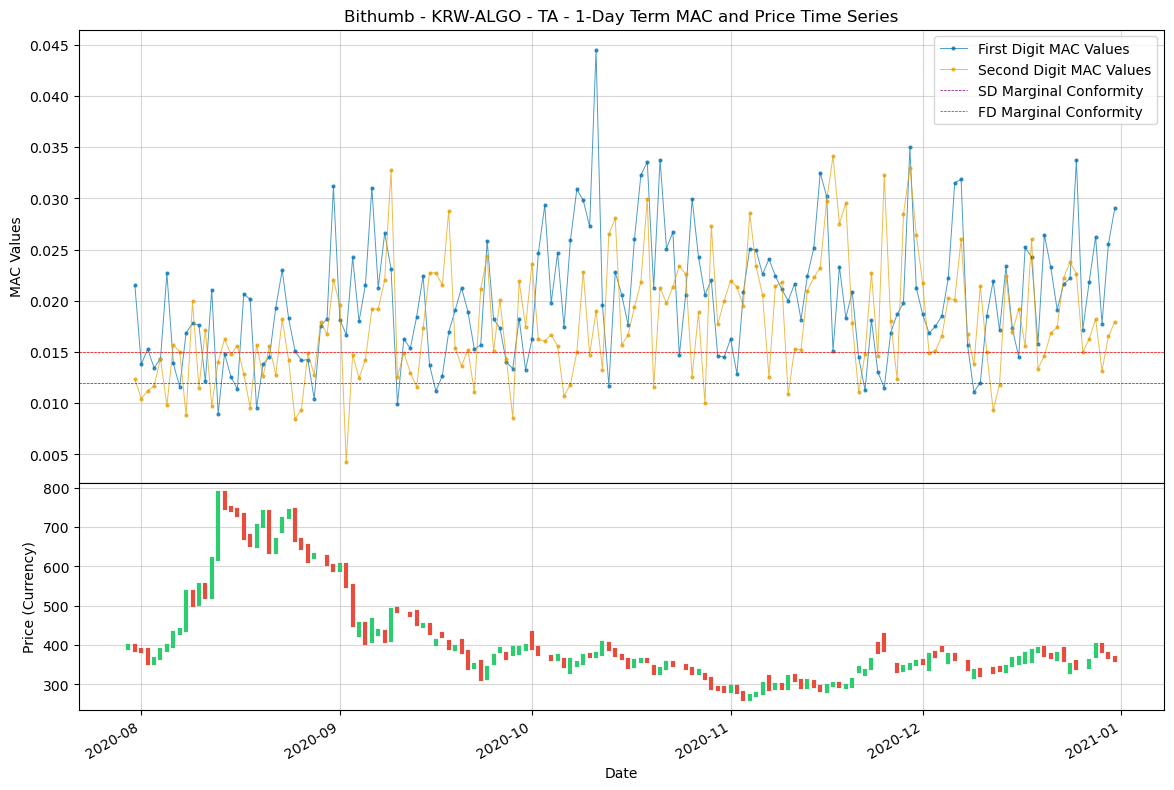 Bithumb - KRW-ALGO - TA - 1-Day Term MAC and Price Time Series
First Digit MAC Values
Second Digit MAC Values
SD Marginal Conformity
FD Marginal Conformity
MAC Values
0.045
0.040
0.035
0.030
0.025
0.020
0.015
0.010
0.005
Price (Currency)
800
700
600
500
400
300
2020-08
2020-09
2020-10
2020-11
2020-12
2021-01
Date